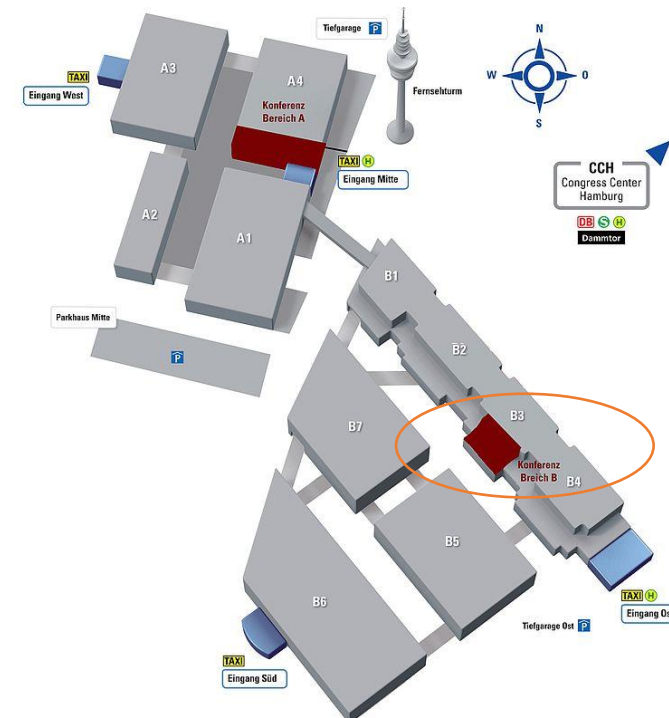 Tiefgarage P
Fernsehturm
N
W
O
S
A3
A4
TAXI
Eingang West
Konferenz
Bereich A
TAXI H
Eingang Mitte
CCH
Congress Center
Hamburg
DB S H
Dammtor
A2
A1
Parkhaus Mitte
P
B1
B2
B3
B7
Konferenz
Breich B
B4
B5
B6
TAXI H
Eingang Os
Tiefgarage Ost P
TAXI
Eingang Süd